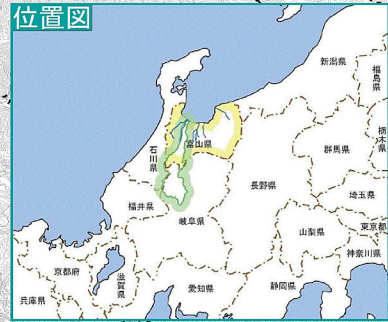 位置図
新潟県
福島県
石川県
富山県
群馬県
栃木県
長野県
福井県
岐阜県
埼玉県
東京都
山梨県
神奈川県
京都府
滋賀県
愛知県
静岡県
兵庫県